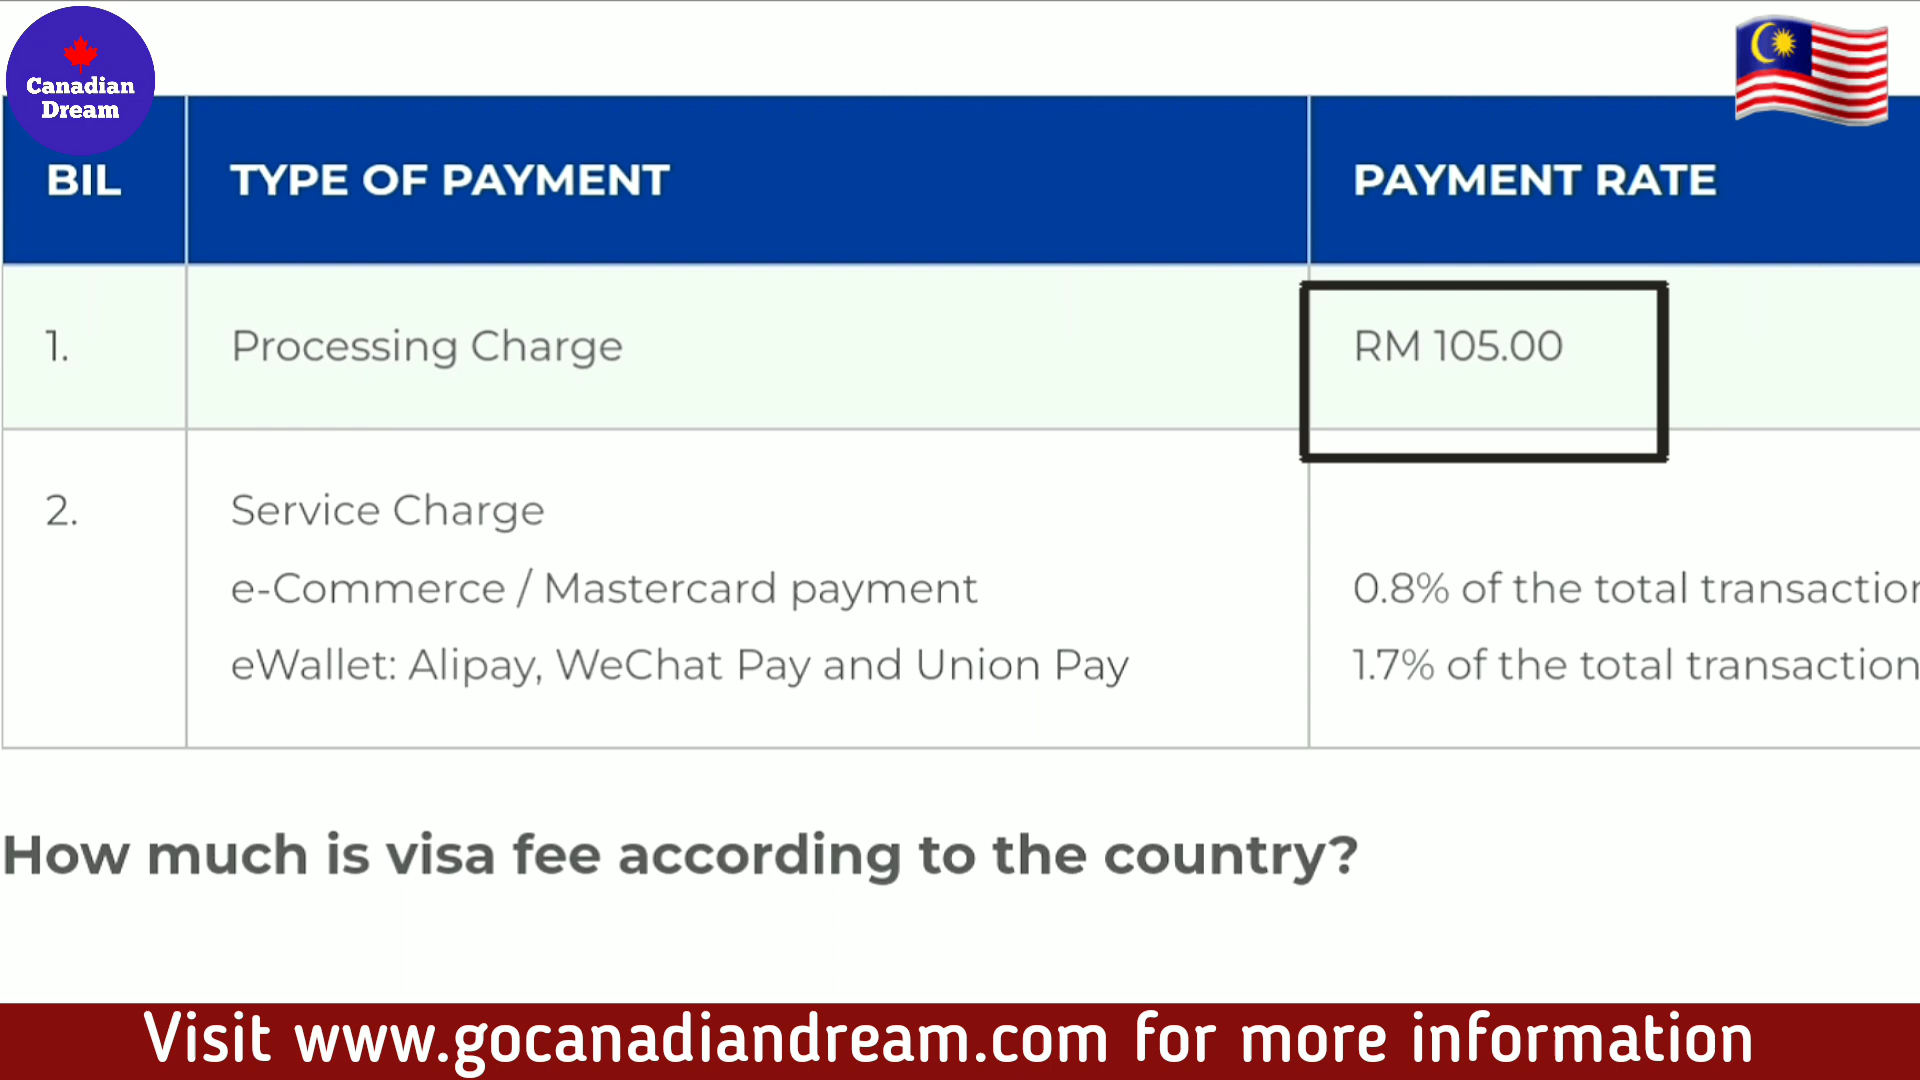 Canadian
Dream
BIL
TYPE OF PAYMENT
PAYMENT RATE
1.
Processing Charge
RM 105.00
2.
Service Charge
e-Commerce / Mastercard payment
0.8% of the total transaction
eWallet: Alipay, WeChat Pay and Union Pay
1.7% of the total transaction
How much is visa fee according to the country?
Visit www.gocanadiandream.com for more information